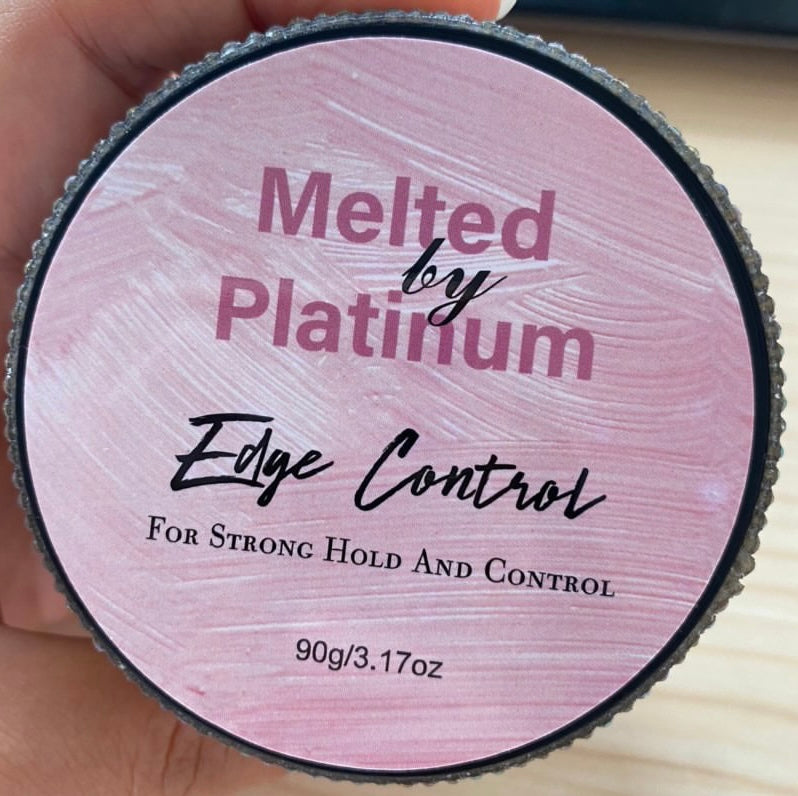 Melted
by
Platinum
Edge Control
For Strong Hold And Control
90g/3.17oz